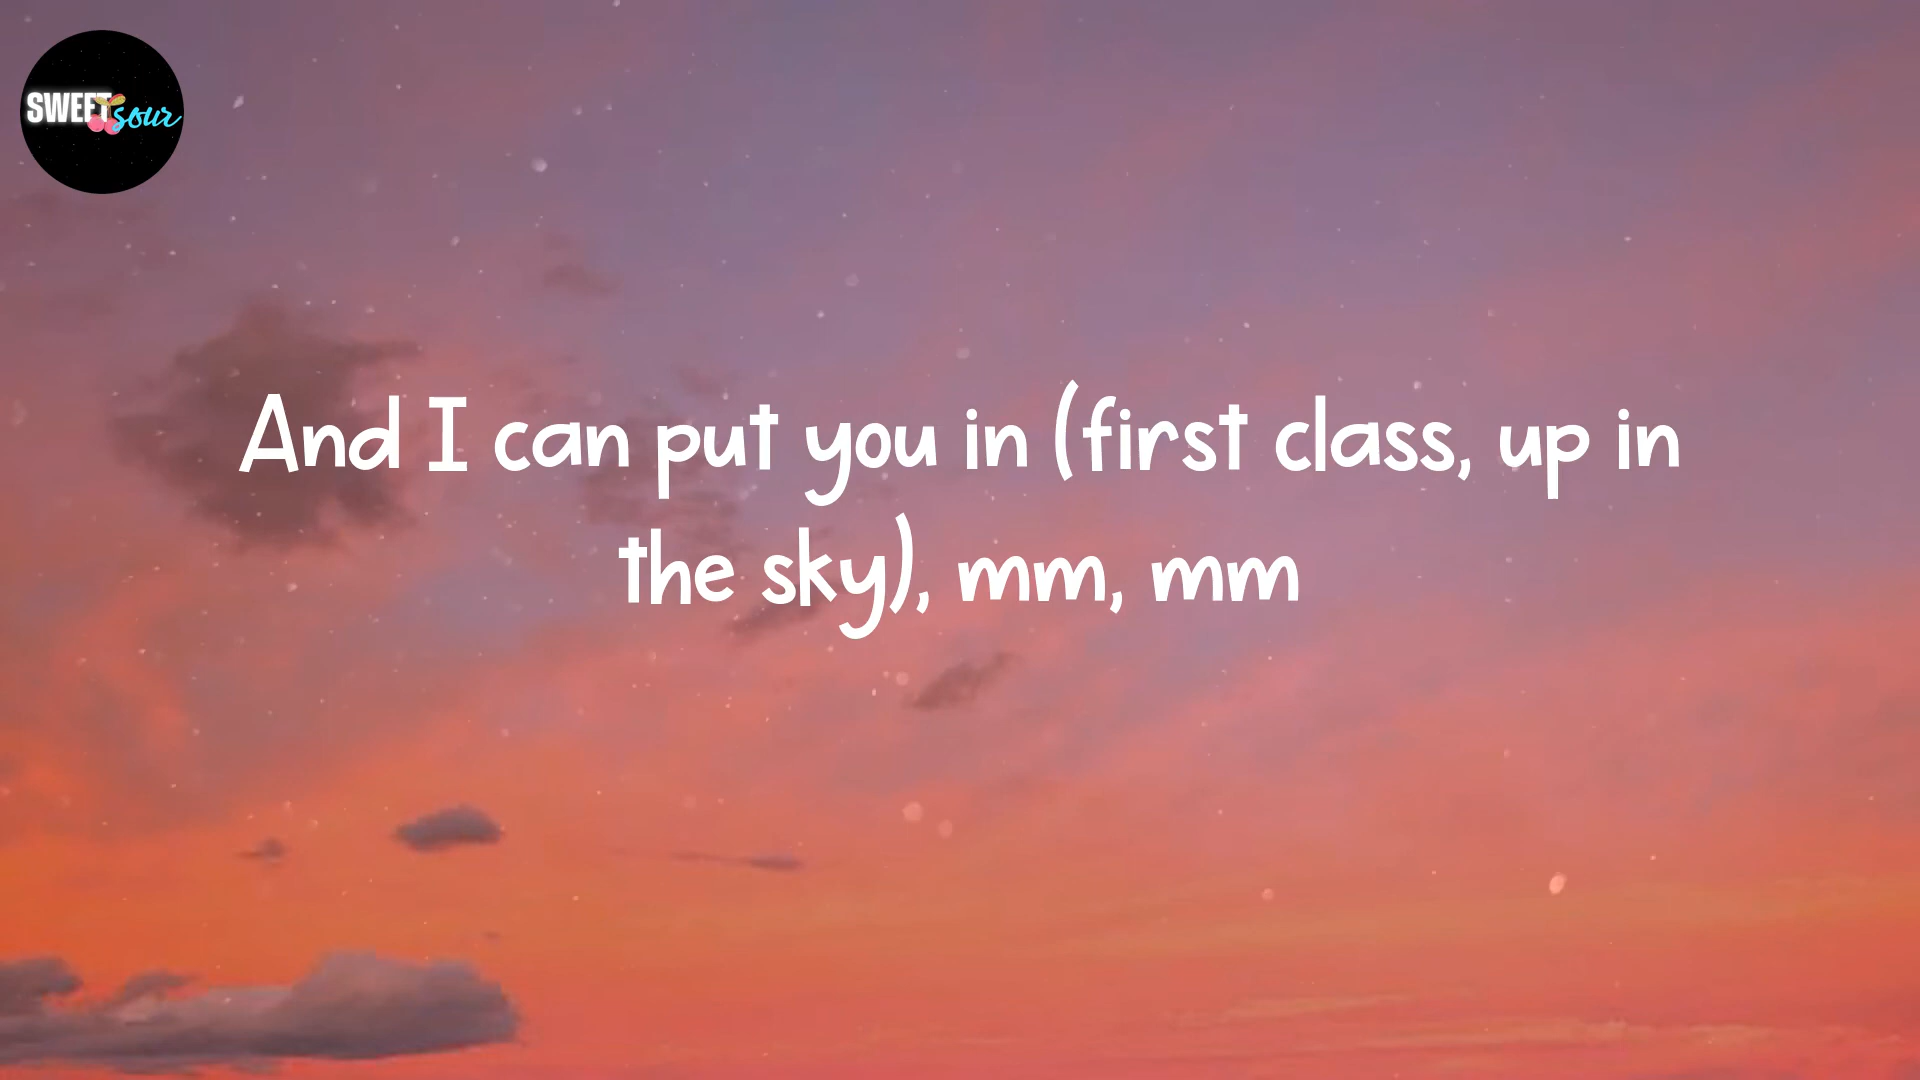 SWEET sour
And I can put you in (first class, up in
the sky), mm, mm